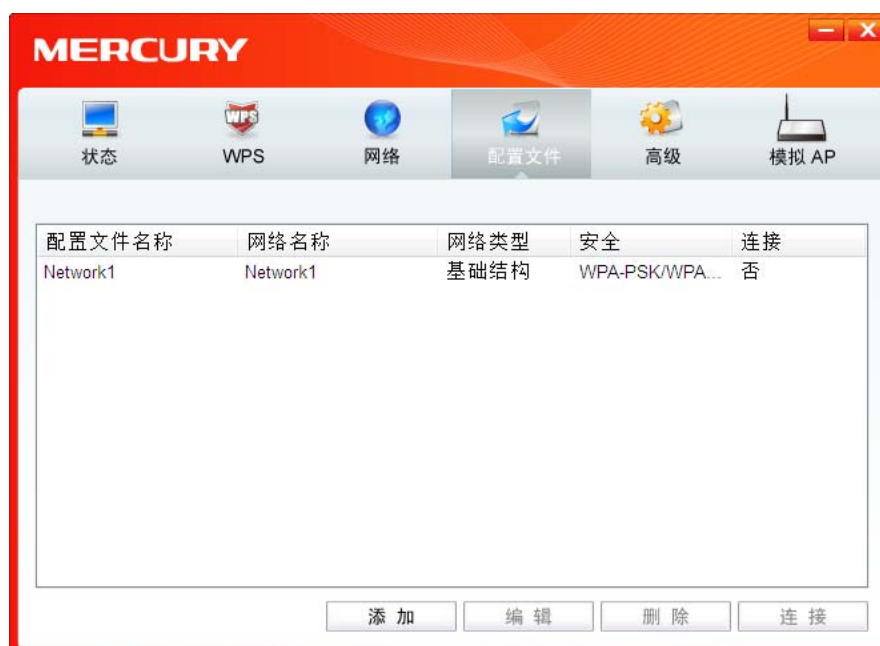 MERCURY
WPS
状态 WPS 网络 配置文件 高级 模拟 AP
配置文件名称 网络名称 网络类型 安全 连接
Network1 Network1 基础结构 WPA-PSK/WPA... 否
添加 编辑 删除 连接